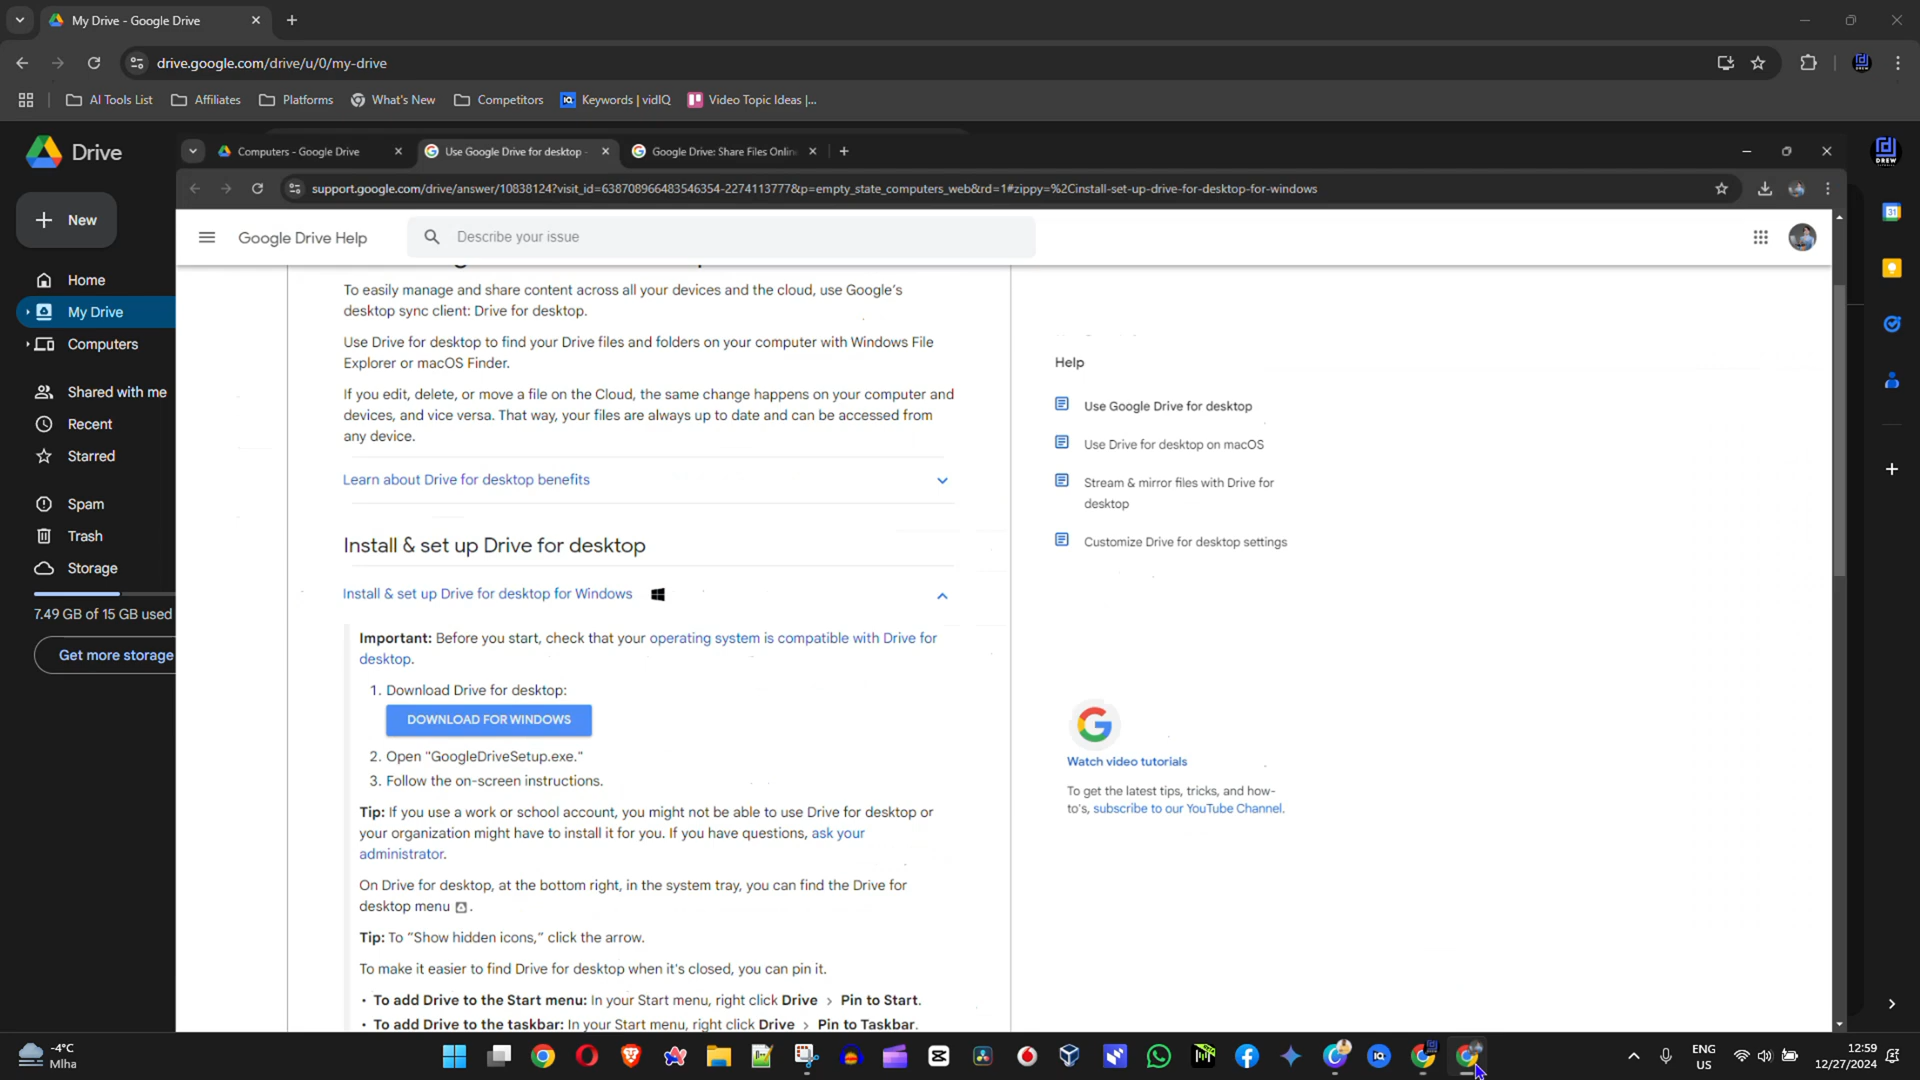 My Drive - Google Drive
drive.google.com/drive/u/0/my-drive
AI Tools List
Affiliates
Platforms
What's New
Competitors
Keywords | vidIQ
Video Topic Ideas |...
Drive
New
Home
My Drive
Computers
Shared with me
Recent
Starred
Spam
Trash
Storage
7.49 GB of 15 GB used
Get more storage
Computers - Google Drive
Use Google Drive for desktop -
Google Drive: Share Files Onlin
support.google.com/drive/answer/10838124?visit_id=638708966483546354-2274113777&p=empty_state_computers_web&rd=1#zippy=%2Cinstall-set-up-drive-for-desktop-for-windows
Google Drive Help
Describe your issue
To easily manage and share content across all your devices and the cloud, use Google's
desktop sync client: Drive for desktop.
Use Drive for desktop to find your Drive files and folders on your computer with Windows File
Explorer or macOS Finder.
If you edit, delete, or move a file on the Cloud, the same change happens on your computer and
devices, and vice versa. That way, your files are always up to date and can be accessed from
any device.
Learn about Drive for desktop benefits
Install & set up Drive for desktop
Install & set up Drive for desktop for Windows
Important: Before you start, check that your operating system is compatible with Drive for
desktop.
1. Download Drive for desktop:
DOWNLOAD FOR WINDOWS
2. Open "GoogleDriveSetup.exe."
3. Follow the on-screen instructions.
Tip: If you use a work or school account, you might not be able to use Drive for desktop or
your organization might have to install it for you. If you have questions, ask your
administrator.
On Drive for desktop, at the bottom right, in the system tray, you can find the Drive for
desktop menu .
Tip: To “Show hidden icons,” click the arrow.
To make it easier to find Drive for desktop when it's closed, you can pin it.
• To add Drive to the Start menu: In your Start menu, right click Drive > Pin to Start.
• To add Drive to the taskbar: In your Start menu, right click Drive > Pin to Taskbar.
Help
Use Google Drive for desktop
Use Drive for desktop on macOS
Stream & mirror files with Drive for
desktop
Customize Drive for desktop settings
Watch video tutorials
To get the latest tips, tricks, and how-
to's, subscribe to our YouTube Channel.
-4°C
Mlha
ENG
US
12:59
12/27/2024